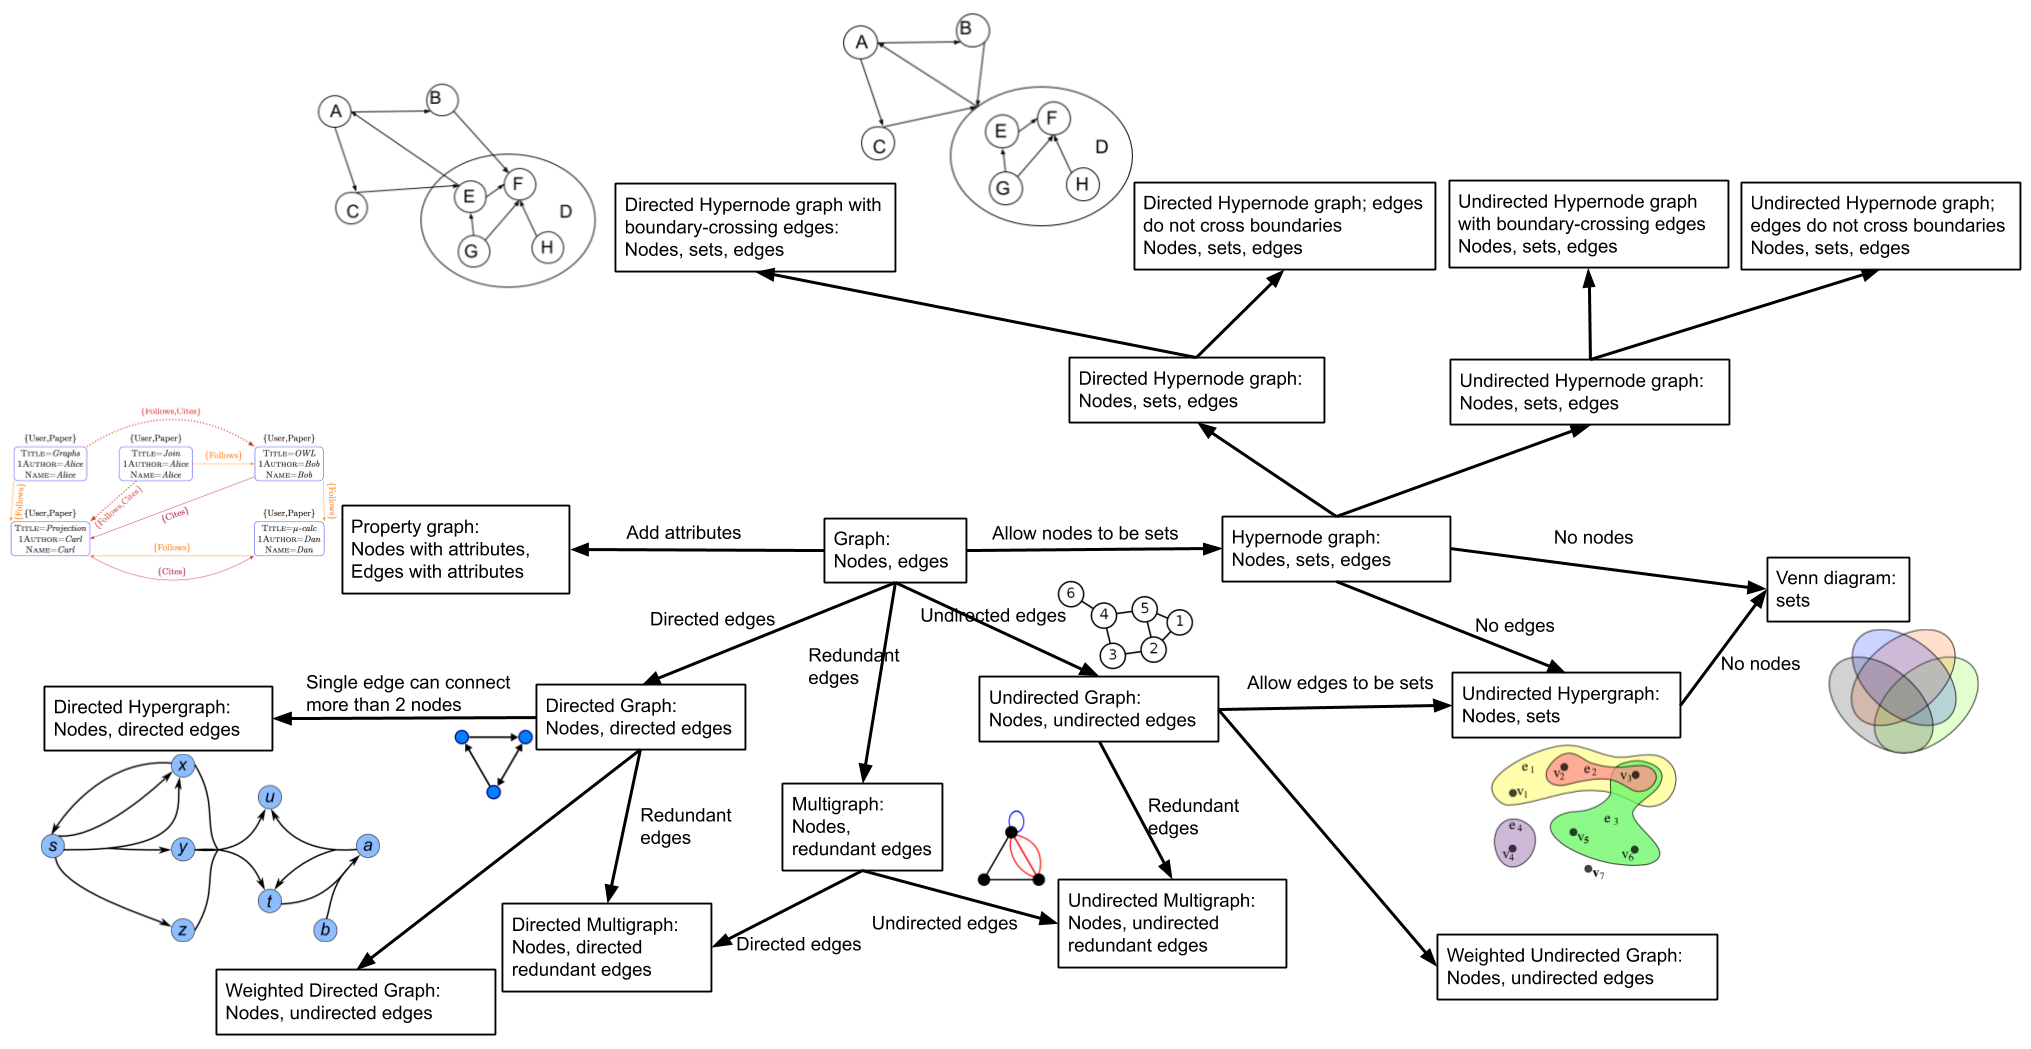 A
B
C
E
F
G
H
D
A
B
C
E
F
G
H
D
Directed Hypernode graph with
boundary-crossing edges:
Nodes, sets, edges
Directed Hypernode graph; edges
do not cross boundaries
Nodes, sets, edges
Undirected Hypernode graph
with boundary-crossing edges
Nodes, sets, edges
Undirected Hypernode graph;
edges do not cross boundaries
Nodes, sets, edges
Directed Hypernode graph:
Nodes, sets, edges
Undirected Hypernode graph:
Nodes, sets, edges
{Follows,Cites}
{User,Paper}
Title=Graphs
1Author=Alice
Name=Alice
{User,Paper}
Title=Join
1Author=Alice
Name=Alice
{Follows}
{User,Paper}
Title=OWL
1Author=Bob
Name=Bob
{Follows}
{Follows,Cites}
{Cites}
{Follows}
{User,Paper}
Title=Projection
1Author=Carl
Name=Carl
{Follows}
{Cites}
{User,Paper}
Title=μ-calc
1Author=Dan
Name=Dan
Property graph:
Nodes with attributes,
Edges with attributes
Add attributes
Graph:
Nodes, edges
Allow nodes to be sets
Hypernode graph:
Nodes, sets, edges
No nodes
Venn diagram:
sets
Directed edges
Redundant
edges
Undirected edges
6
4
5
1
3
2
No edges
No nodes
Directed Hypergraph:
Nodes, directed edges
Single edge can connect
more than 2 nodes
Directed Graph:
Nodes, directed edges
Undirected Graph:
Nodes, undirected edges
Allow edges to be sets
Undirected Hypergraph:
Nodes, sets
x
u
s
y
a
t
z
b
Redundant
edges
Multigraph:
Nodes,
redundant edges
Redundant
edges
e1
v2
e2
v3
v1
e3
e4
v4
v5
v6
v7
Directed edges
Undirected edges
Directed Multigraph:
Nodes, directed
redundant edges
Undirected Multigraph:
Nodes, undirected
redundant edges
Weighted Directed Graph:
Nodes, undirected edges
Weighted Undirected Graph:
Nodes, undirected edges